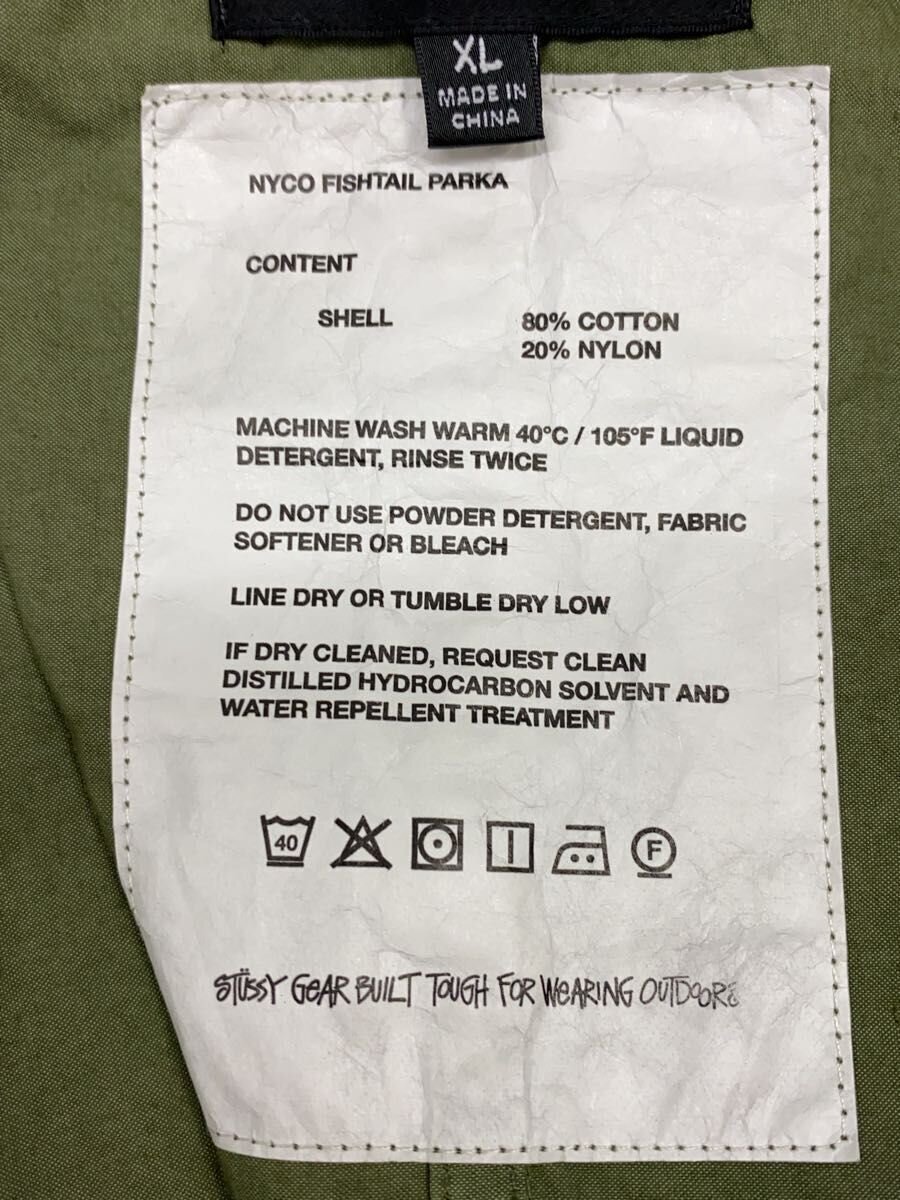 XL
MADE IN
CHINA
NYCO FISHTAIL PARKA
CONTENT
SHELL 80% COTTON
20% NYLON
MACHINE WASH WARM 40°C / 105°F LIQUID
DETERGENT, RINSE TWICE
DO NOT USE POWDER DETERGENT, FABRIC
SOFTENER OR BLEACH
LINE DRY OR TUMBLE DRY LOW
IF DRY CLEANED, REQUEST CLEAN
DISTILLED HYDROCARBON SOLVENT AND
WATER REPELLENT TREATMENT
40 F
STÜSSY GEAR BUILT TOUGH FOR WEARING OUTDOORS